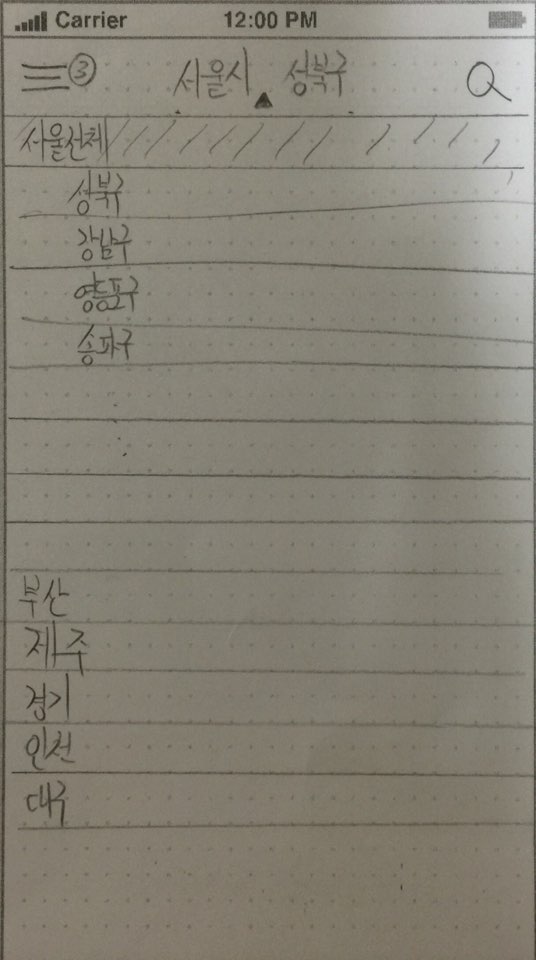 Carrier 12:00 PM
③ 서울시 성북구
서울전체
성북구
강남구
영등포구
송파구
부산
제주
경기
인천
대구